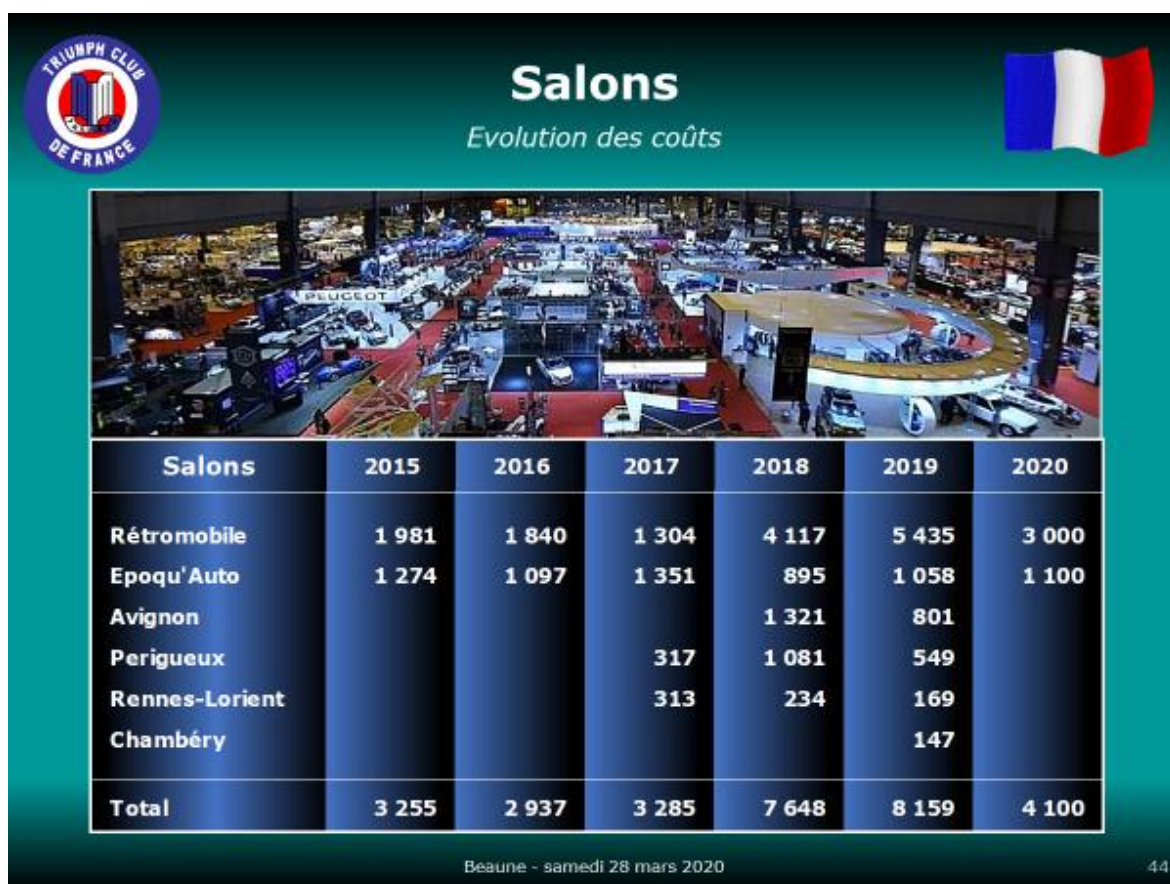 TRIUMPH CLUB
DE FRANCE
Salons
Evolution des coûts
PEUGEOT
Salons 2015 2016 2017 2018 2019 2020
Rétromobile 1 981 1 840 1 304 4 117 5 435 3 000
Epoqu'Auto 1 274 1 097 1 351 895 1 058 1 100
Avignon 1 321 801
Perigueux 317 1 081 549
Rennes-Lorient 313 234 169
Chambéry 147
Total 3 255 2 937 3 285 7 648 8 159 4 100
Beaune - samedi 28 mars 2020
44